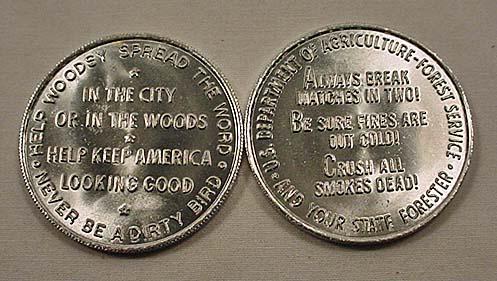 HELP WOODSY SPREAD THE WORD
IN THE CITY
OR IN THE WOODS
HELP KEEP AMERICA
LOOKING GOOD
NEVER BE A DIRTY BIRD
U.S. DEPARTMENT OF AGRICULTURE-FOREST SERVICE
ALWAYS BREAK
MATCHES IN TWO!
BE SURE FIRES ARE
OUT COLD!
CRUSH ALL
SMOKES DEAD!
AND YOUR STATE FORESTER